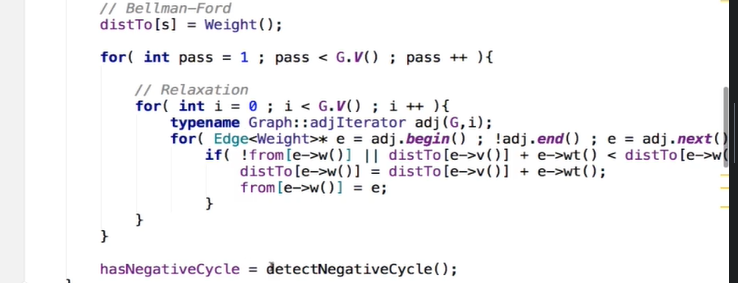 // Bellman-Ford
distTo[s] = Weight();
for( int pass = 1 ; pass < G.V() ; pass ++ ){
// Relaxation
for( int i = 0 ; i < G.V() ; i ++ ){
typename Graph::adjIterator adj(G,i);
for( Edge<Weight>* e = adj.begin() ; !adj.end() ; e = adj.next()
if( !from[e->w()] || distTo[e->v()] + e->wt() < distTo[e->w(
distTo[e->w()] = distTo[e->v()] + e->wt();
from[e->w()] = e;
}
}
}
hasNegativeCycle = detectNegativeCycle();